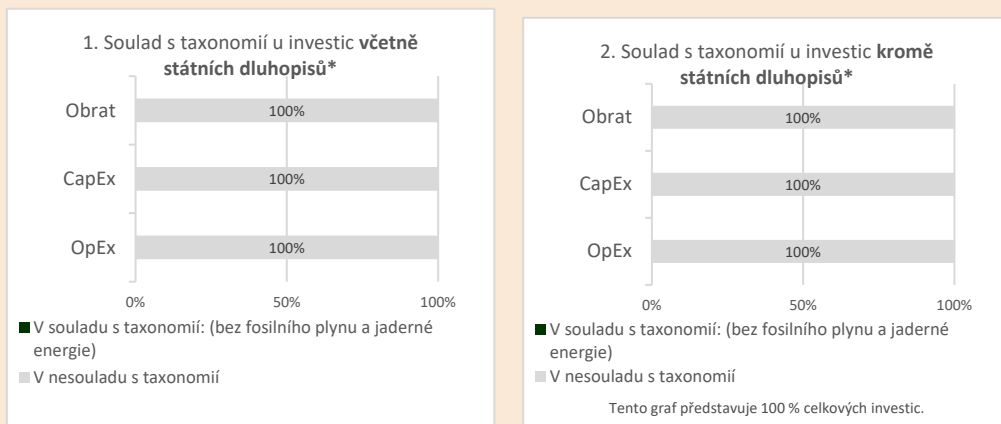 1. Soulad s taxonomií u investic včetně
státních dluhopisů*
Obrat
100%
CapEx
100%
OpEx
100%
0%
50%
100%
V souladu s taxonomií: (bez fosilního plynu a jaderné
energie)
V nesouladu s taxonomií
2. Soulad s taxonomií u investic kromě
státních dluhopisů*
Obrat
100%
CapEx
100%
OpEx
100%
0%
50%
100%
V souladu s taxonomií: (bez fosilního plynu a jaderné
energie)
V nesouladu s taxonomií
Tento graf představuje 100 % celkových investic.